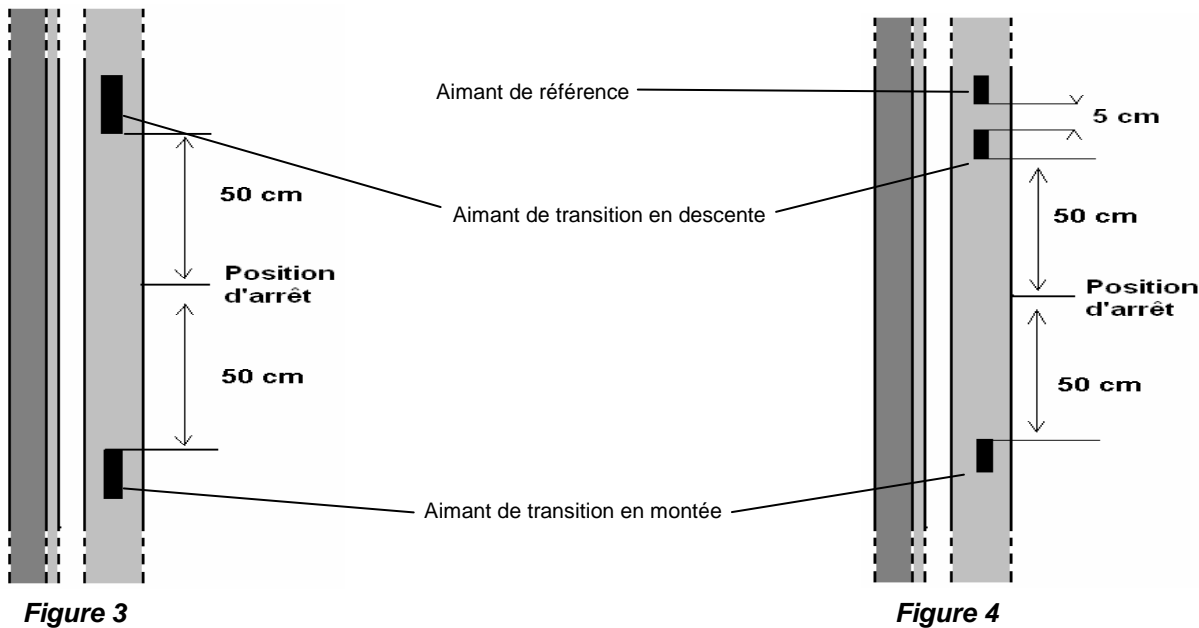 Aimant de référence
5 cm
50 cm
50 cm
Aimant de transition en descente
Position
d'arrêt
Position
d'arrêt
50 cm
50 cm
Aimant de transition en montée
Figure 3
Figure 4